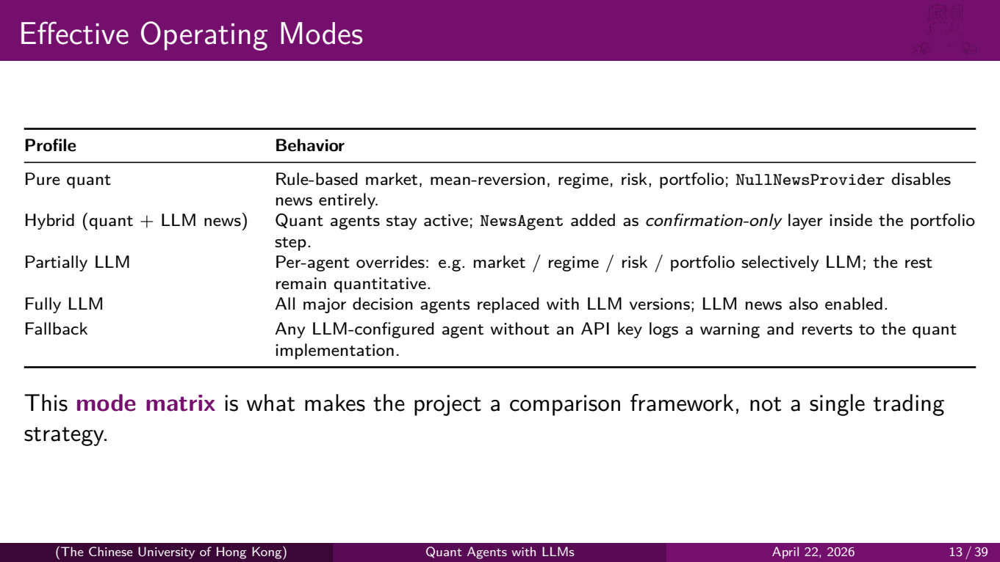 Effective Operating Modes
Profile Behavior
Pure quant Rule-based market, mean-reversion, regime, risk, portfolio; NullNewsProvider disables
news entirely.
Hybrid (quant + LLM news) Quant agents stay active; NewsAgent added as confirmation-only layer inside the portfolio
step.
Partially LLM Per-agent overrides: e.g. market / regime / risk / portfolio selectively LLM; the rest
remain quantitative.
Fully LLM All major decision agents replaced with LLM versions; LLM news also enabled.
Fallback Any LLM-configured agent without an API key logs a warning and reverts to the quant
implementation.
This mode matrix is what makes the project a comparison framework, not a single trading
strategy.
(The Chinese University of Hong Kong) Quant Agents with LLMs April 22, 2026 13 / 39